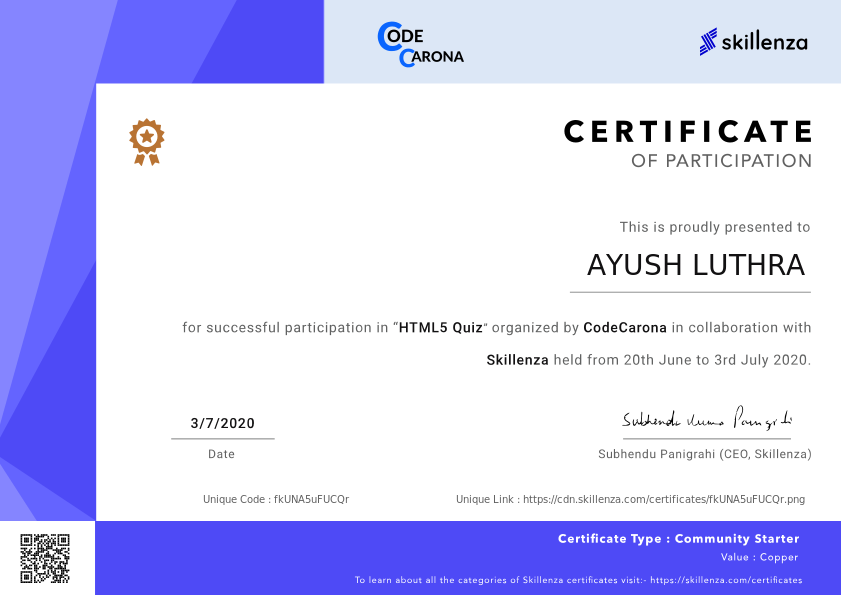 CODE
CARONA
skillenza
CERTIFICATE
OF PARTICIPATION
This is proudly presented to
AYUSH LUTHRA
for successful participation in “HTML5 Quiz” organized by CodeCarona in collaboration with
Skillenza held from 20th June to 3rd July 2020.
3/7/2020
Date
Subhendu Kumar Panigrahi
Subhendu Panigrahi (CEO, Skillenza)
Unique Code : fkUNA5uFUCQr
Unique Link : https://cdn.skillenza.com/certificates/fkUNA5uFUCQr.png
Certificate Type : Community Starter
Value : Copper
To learn about all the categories of Skillenza certificates visit:- https://skillenza.com/certificates